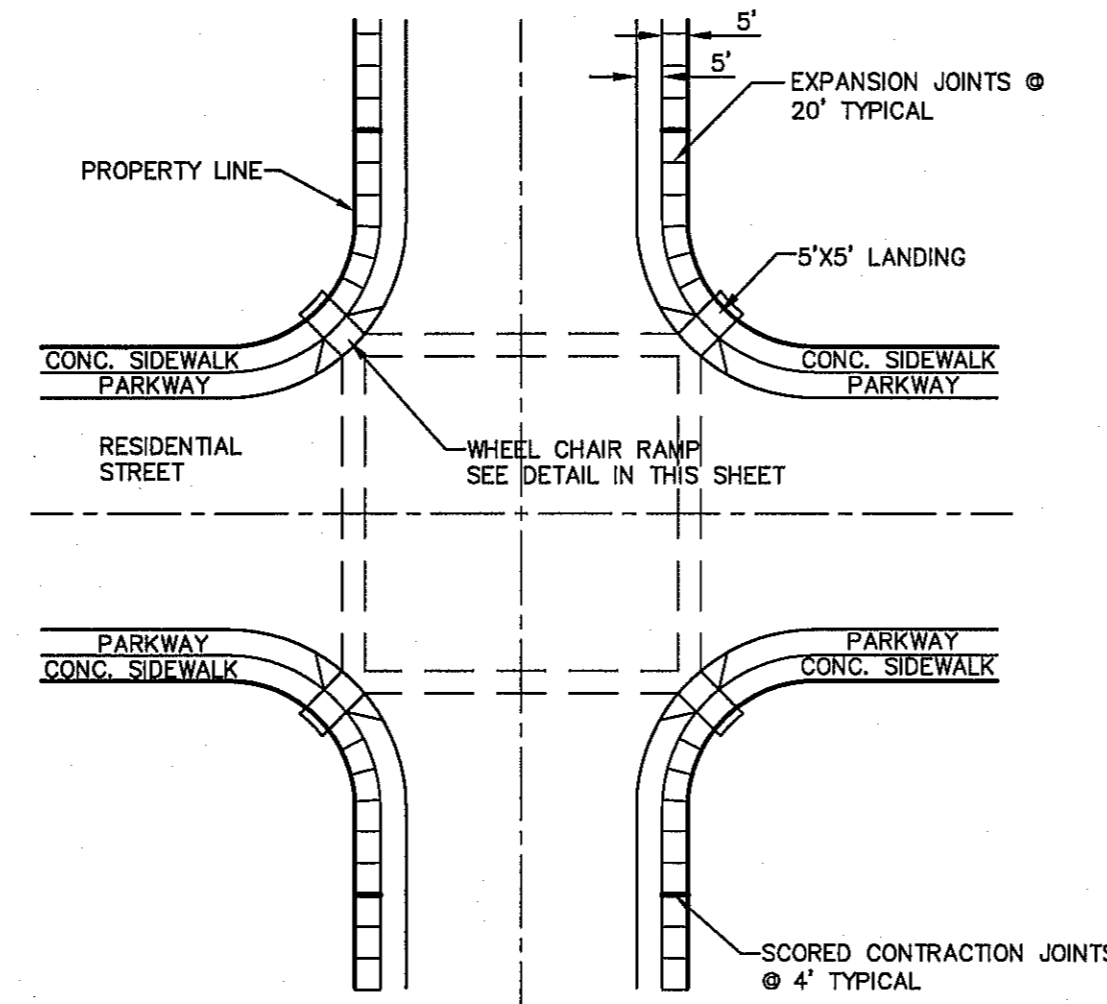 5'
5'
EXPANSION JOINTS @
20' TYPICAL
PROPERTY LINE
5'X5' LANDING
CONC. SIDEWALK
PARKWAY
CONC. SIDEWALK
PARKWAY
RESIDENTIAL
STREET
WHEEL CHAIR RAMP
SEE DETAIL IN THIS SHEET
PARKWAY
CONC. SIDEWALK
PARKWAY
CONC. SIDEWALK
SCORED CONTRACTION JOINTS
@ 4' TYPICAL